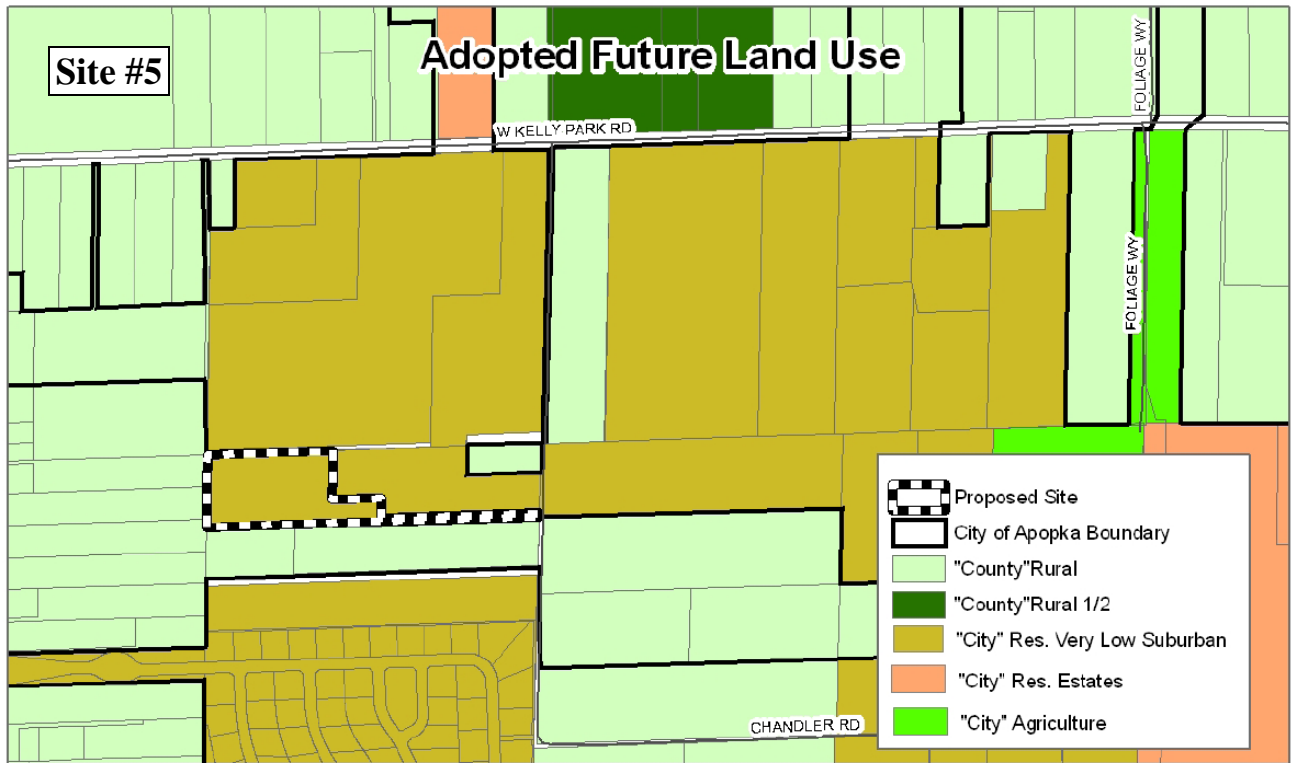 Site #5
Adopted Future Land Use
FOLIAGE WY
W KELLY PARK RD
FOLIAGE WY
Proposed Site
City of Apopka Boundary
"County"Rural
"County"Rural 1/2
"City" Res. Very Low Suburban
"City" Res. Estates
"City" Agriculture
CHANDLER RD